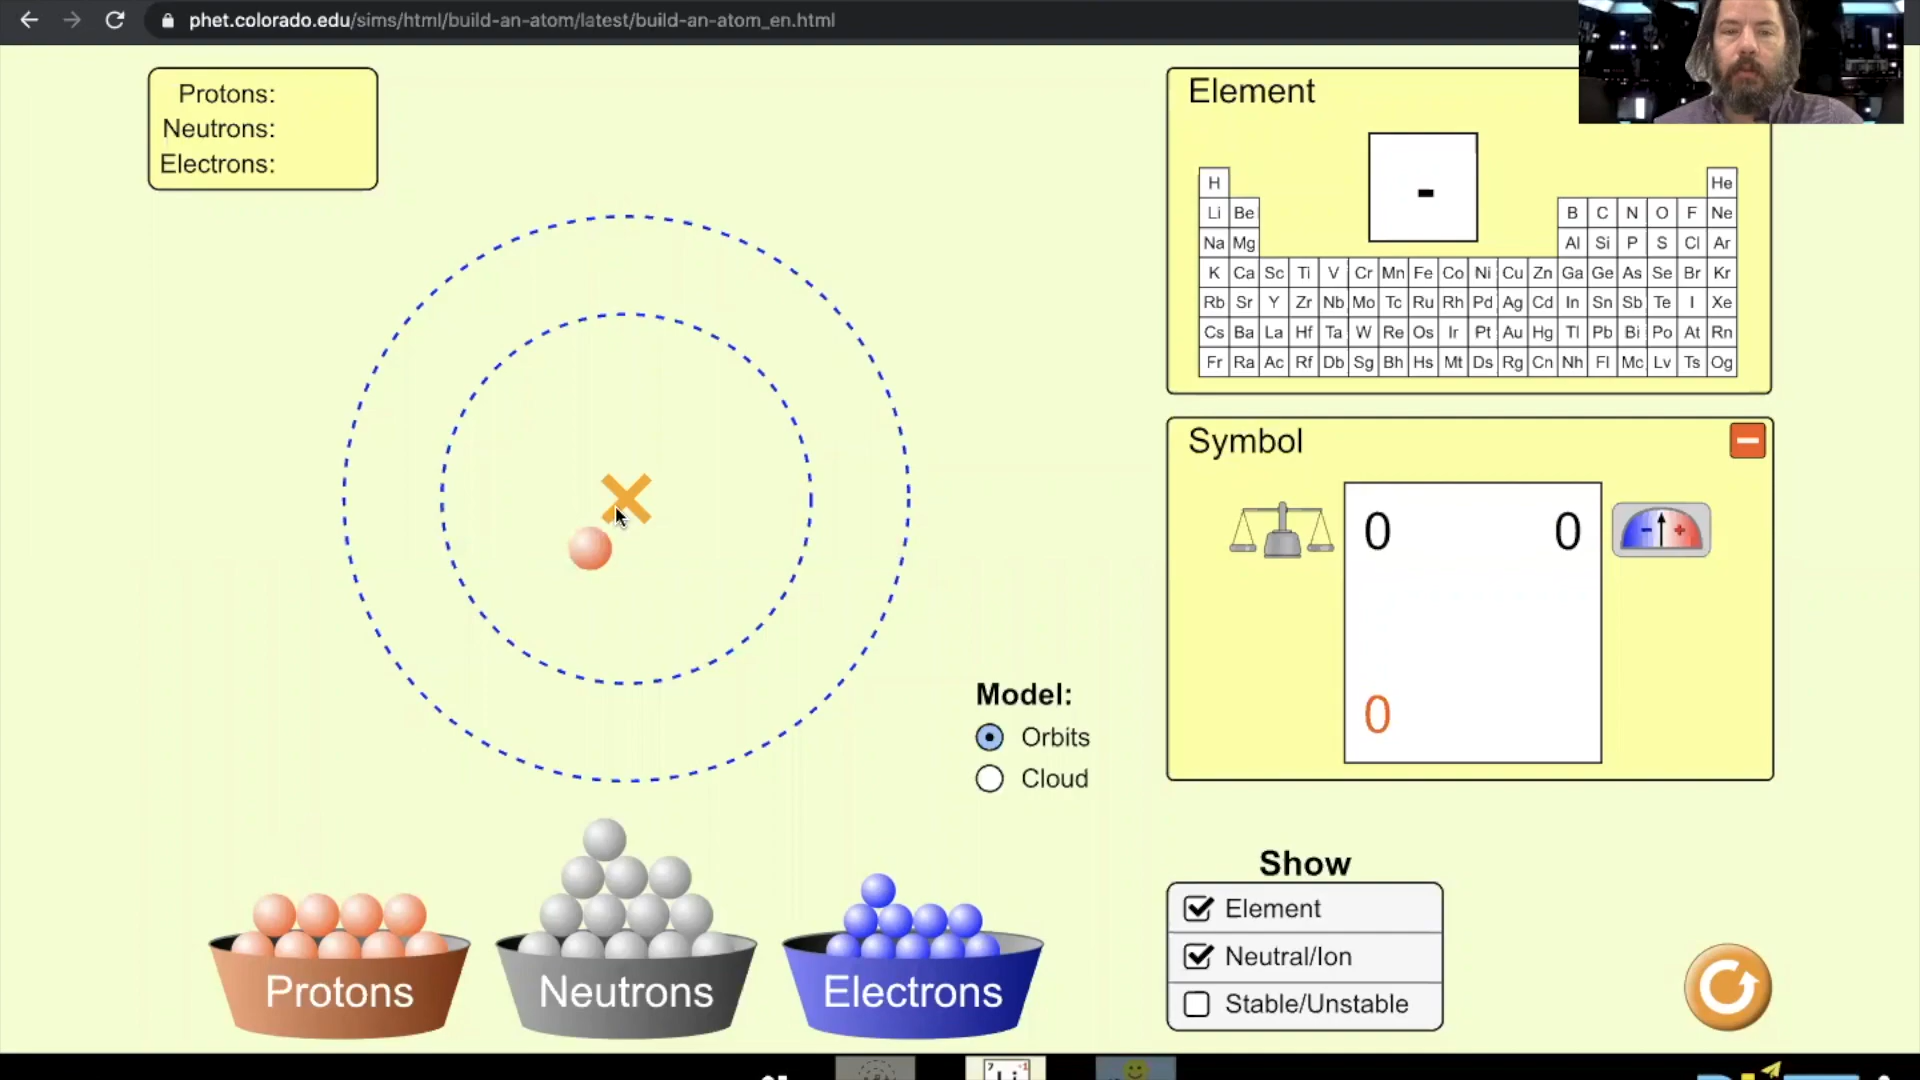 phet.colorado.edu/sims/html/build-an-atom/latest/build-an-atom_en.html
Protons:
Neutrons:
Electrons:
Element
-
H He
Li Be B C N O F Ne
Na Mg Al Si P S Cl Ar
K Ca Sc Ti V Cr Mn Fe Co Ni Cu Zn Ga Ge As Se Br Kr
Rb Sr Y Zr Nb Mo Tc Ru Rh Pd Ag Cd In Sn Sb Te I Xe
Cs Ba La Hf Ta W Re Os Ir Pt Au Hg Tl Pb Bi Po At Rn
Fr Ra Ac Rf Db Sg Bh Hs Mt Ds Rg Cn Nh Fl Mc Lv Ts Og
Symbol
0 0
- +
0
Model:
Orbits
Cloud
Protons
Neutrons
Electrons
Show
Element
Neutral/Ion
Stable/Unstable
7 -1
Li